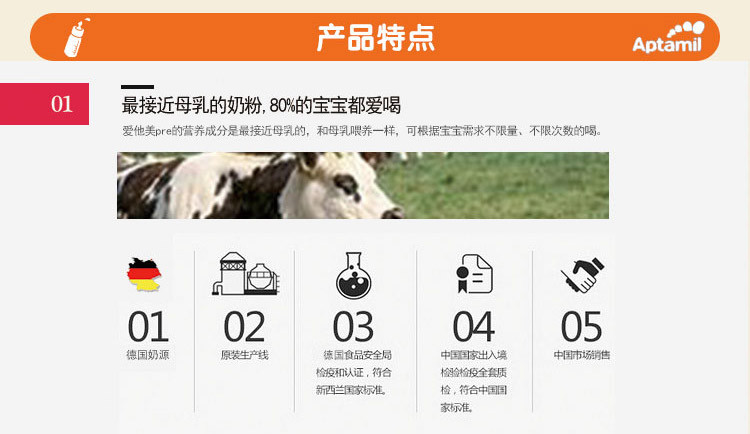 产品特点
Aptamil
01
最接近母乳的奶粉,80%的宝宝都爱喝
爱他美pre的营养成分是最接近母乳的，和母乳喂养一样，可根据宝宝需求不限量、不限次数的喝。
01
德国奶源
02
原装生产线
03
德国食品安全局
检疫和认证，符合
新西兰国家标准。
04
中国国家出入境
检验检疫全套质
检，符合中国国
家标准。
05
中国市场销售